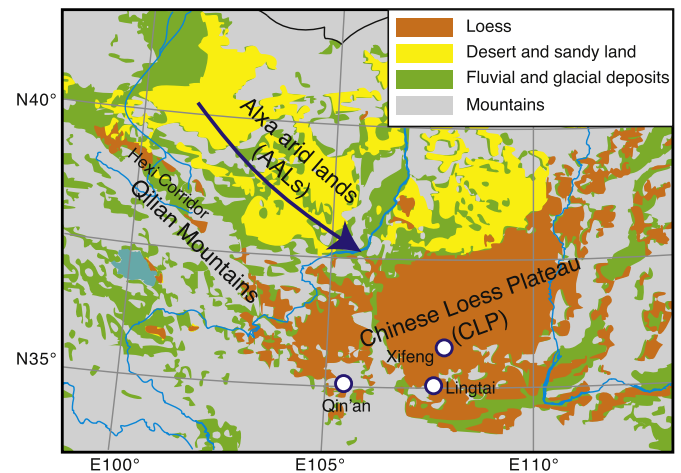 Loess
Desert and sandy land
Fluvial and glacial deposits
Mountains
N40°
Alxa arid lands
(AALs)
Hexi Corridor
Qilian Mountains
Chinese Loess Plateau
(CLP)
Xifeng
N35°
Lingtai
Qin'an
E100°
E105°
E110°